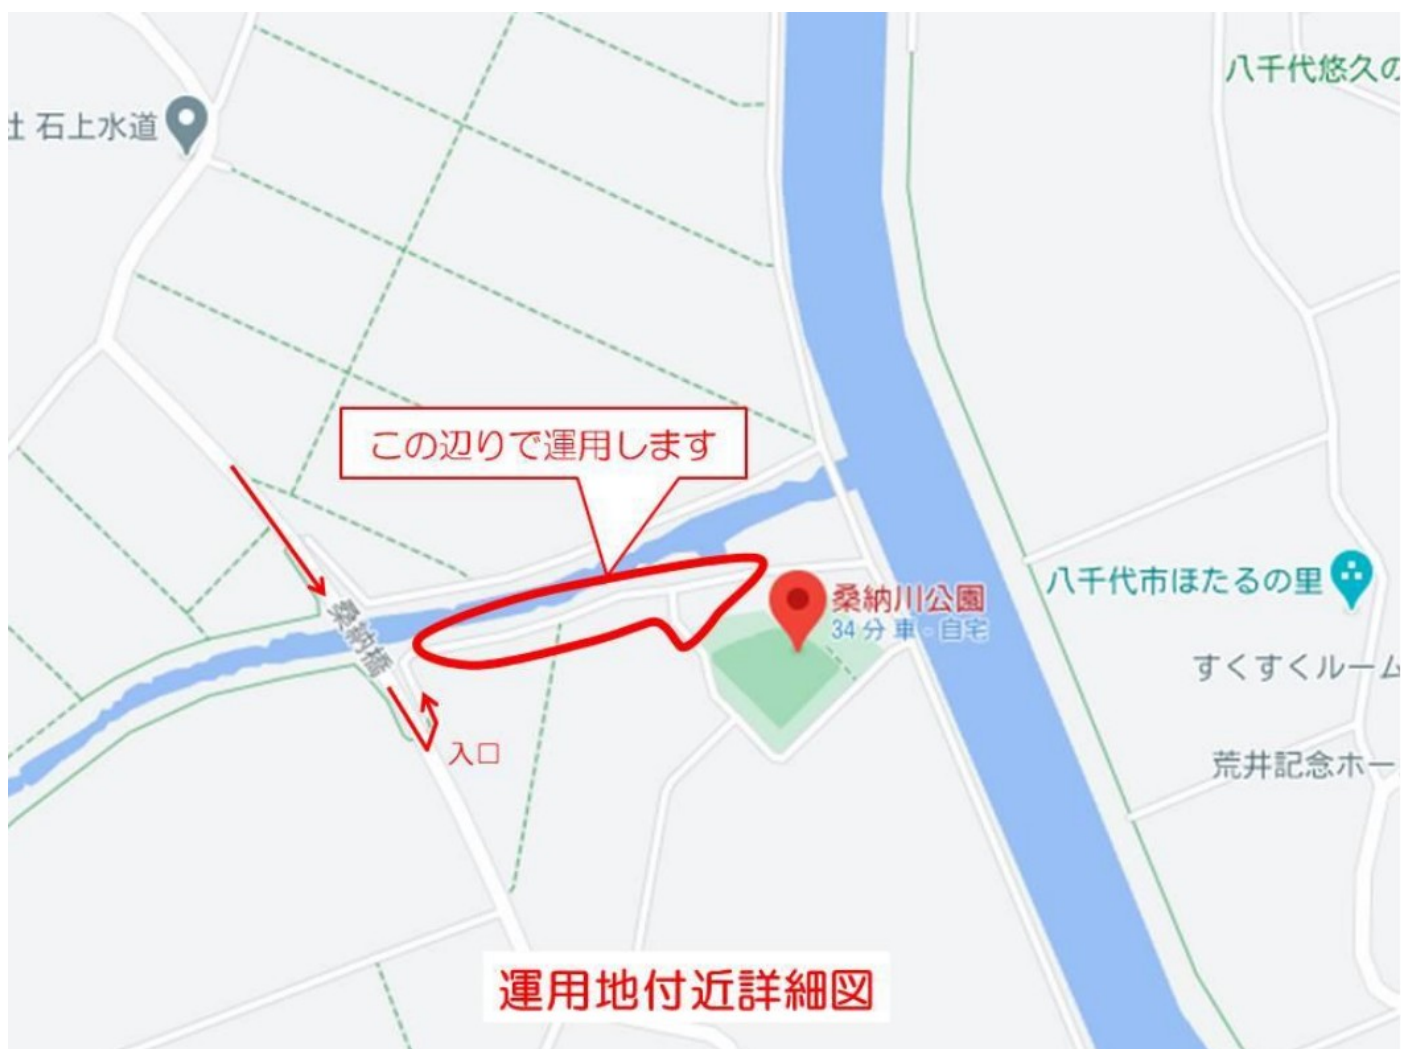 八千代悠久の
社 石上水道
この辺りで運用します
桑納橋
桑納川公園
34 分 車 - 自宅
八千代市ほたるの里
すくすくルーム
入口
荒井記念ホー
運用地付近詳細図